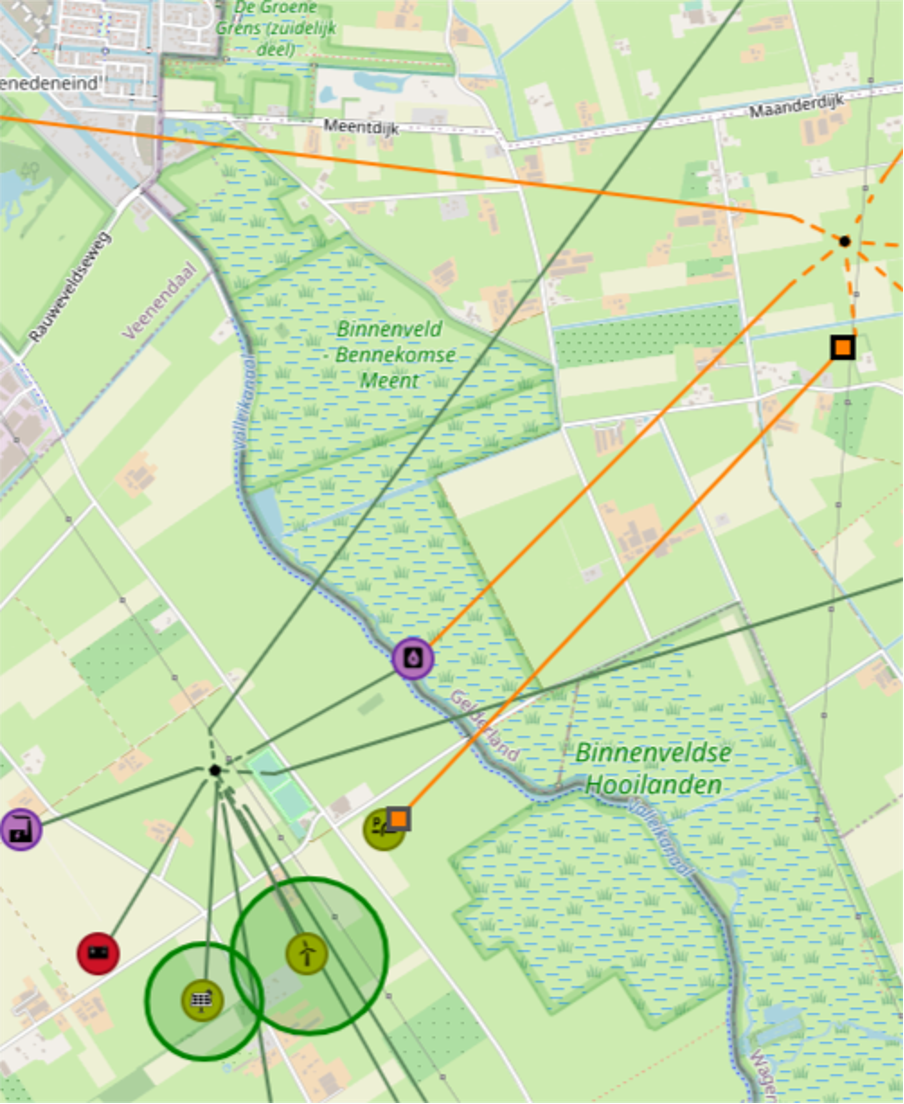 De Groene
Grens (zuidelijk
deel)
enedeneind
Meentdijk
Maanderdijk
Rauweveldseweg
Veenendaal
Binnenveld
- Bennekomse
Meent
Valleikanaal
Gelderland
Binnenveldse
Hooilanden
Valleikanaal
Wagen